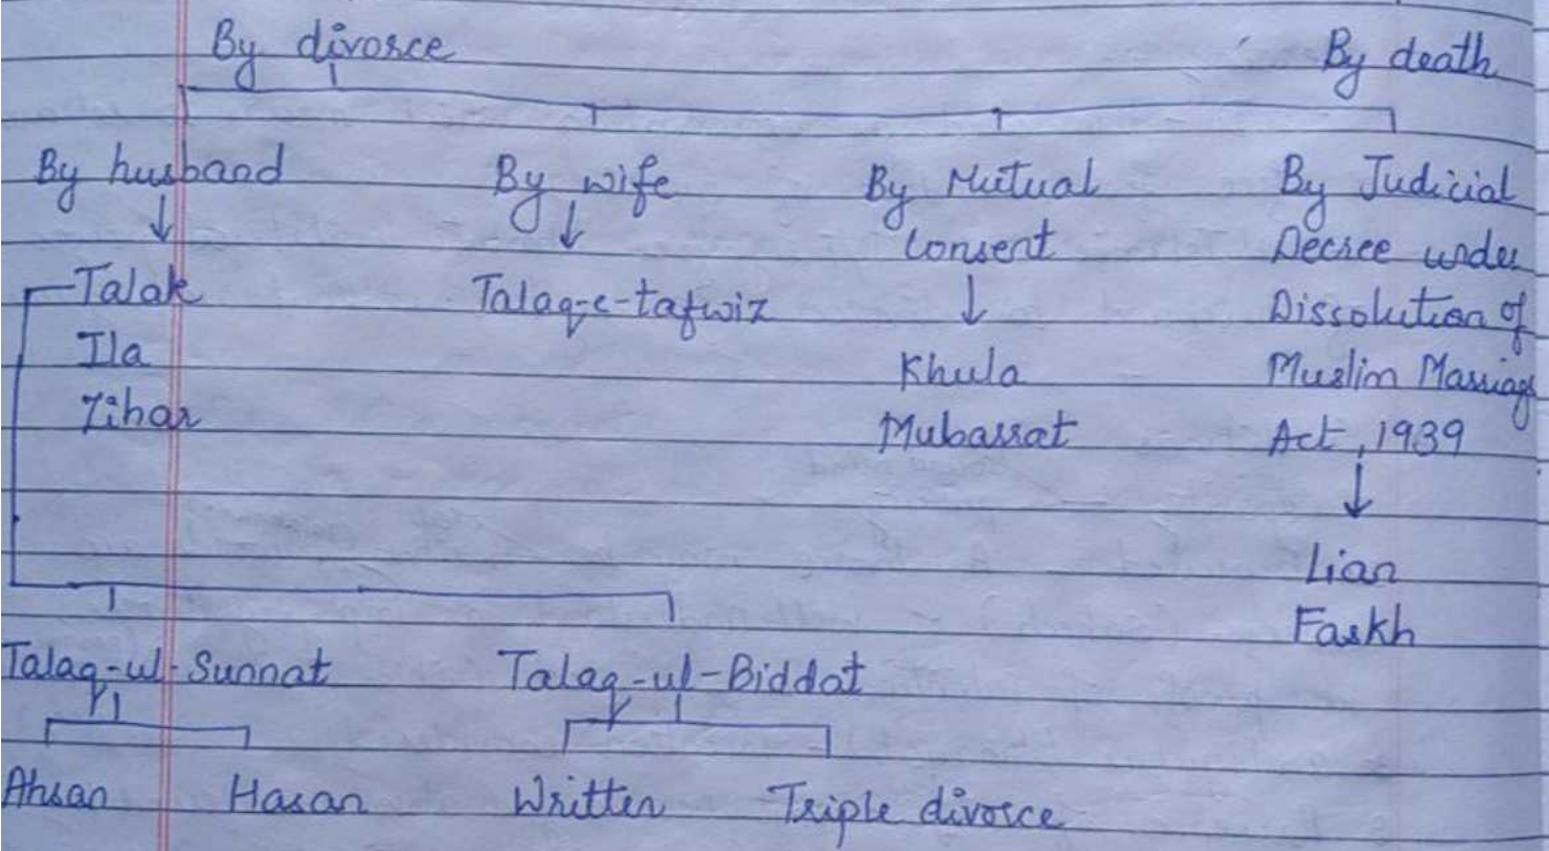 By divorce
By death
By husband
By wife
By Mutual
Consent
By Judicial
Decree under
Dissolution of
Muslim Marriage
Act, 1939
Talak
Ila
Zihar
Talaq-e-tafwiz
Khula
Mubarrat
Lian
Faskh
Talaq-ul-Sunnat
Talaq-ul-Biddat
Ahsan
Hasan
Written
Triple divorce